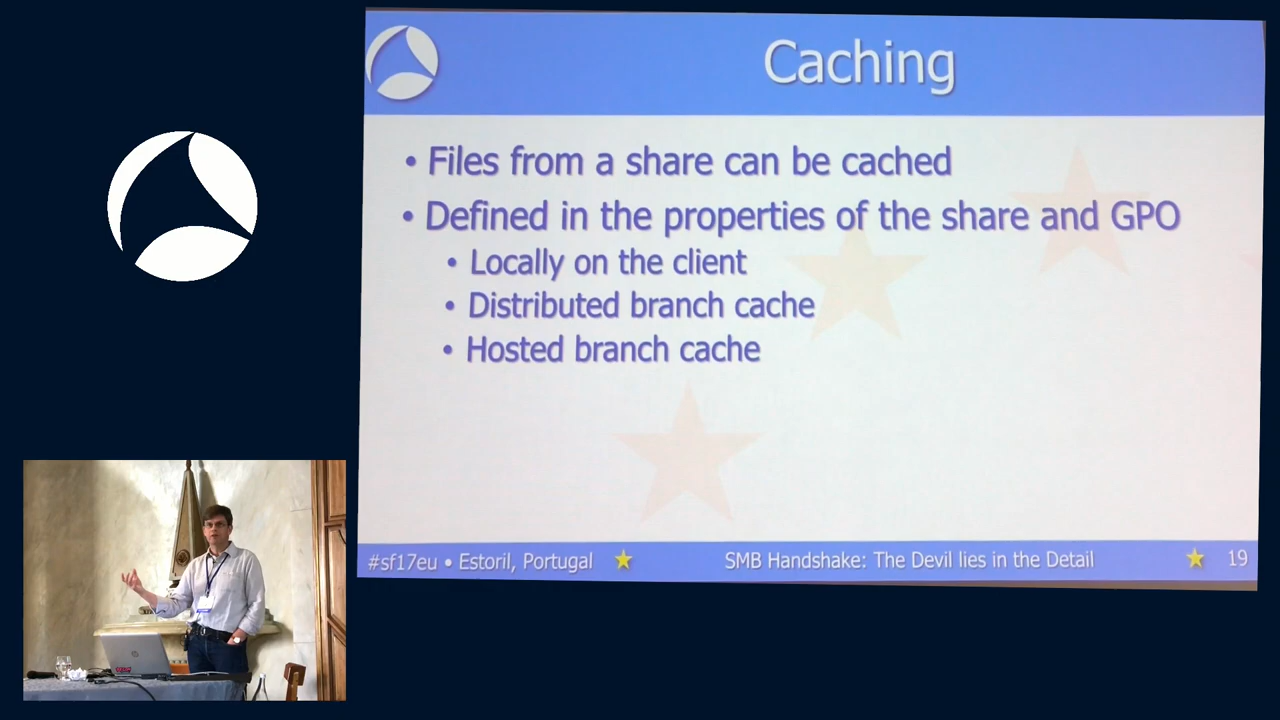 Caching
• Files from a share can be cached
• Defined in the properties of the share and GPO
• Locally on the client
• Distributed branch cache
• Hosted branch cache
#sf17eu • Estoril, Portugal
SMB Handshake: The Devil lies in the Detail
19